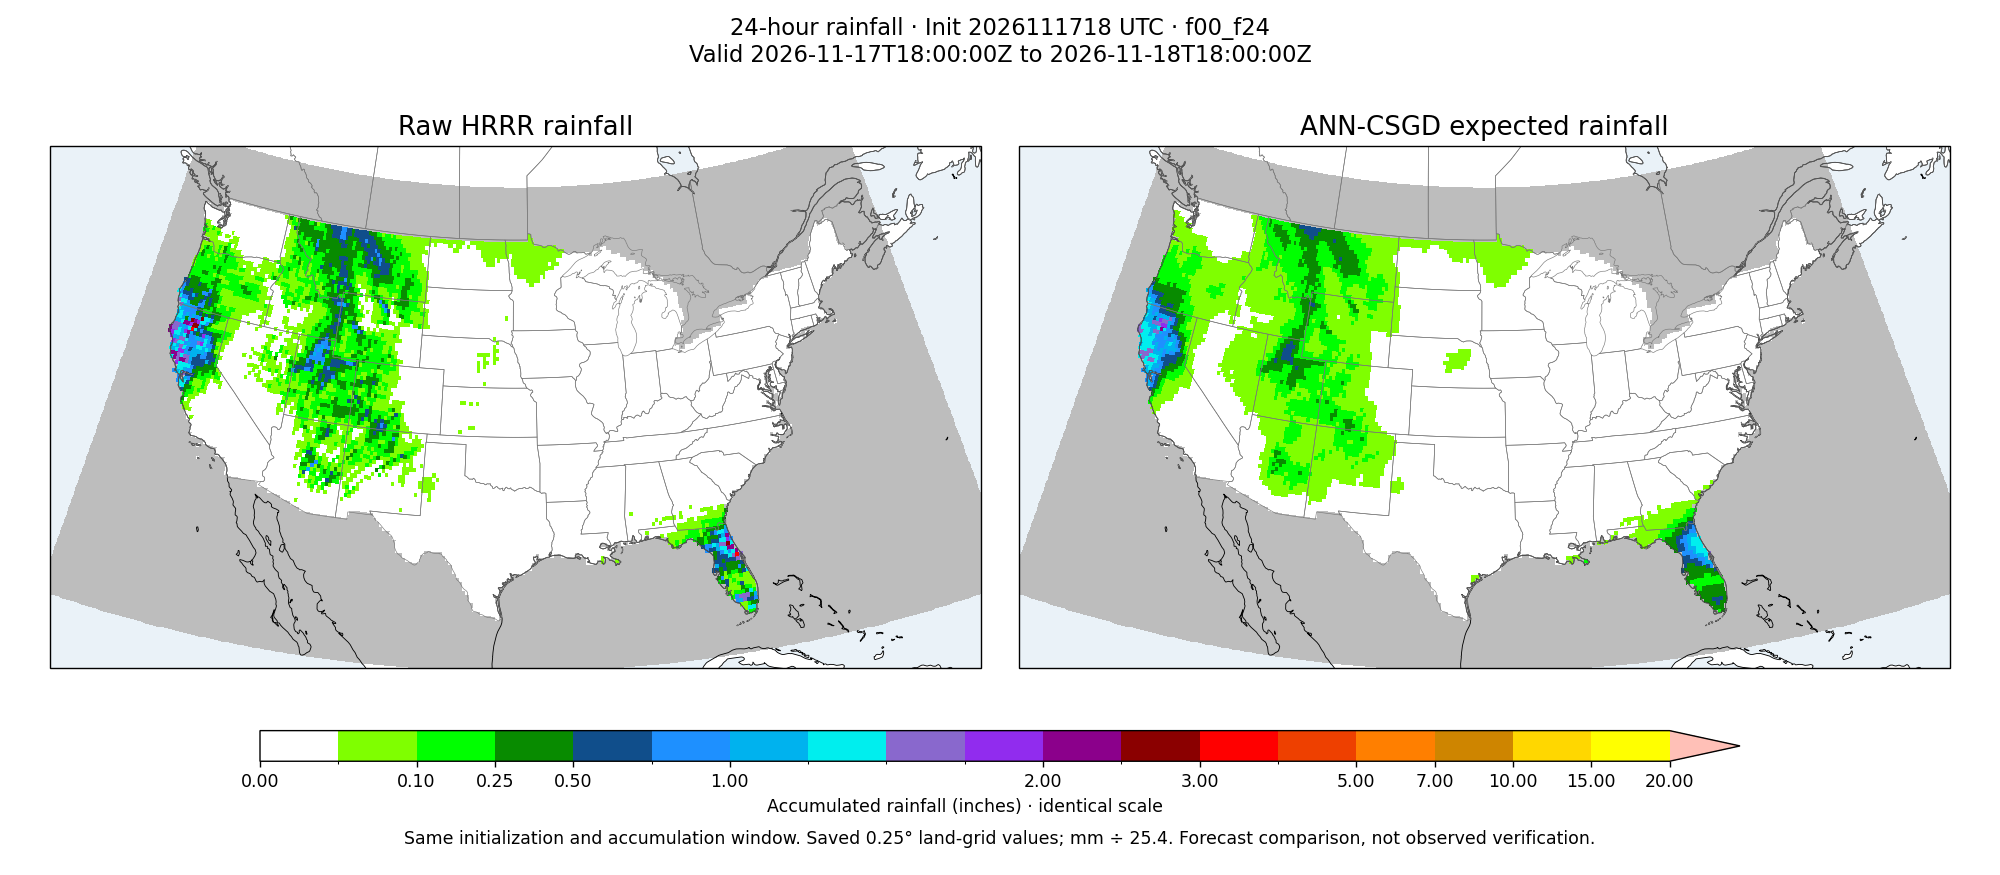 24-hour rainfall · Init 2026111718 UTC · f00_f24
Valid 2026-11-17T18:00:00Z to 2026-11-18T18:00:00Z
Raw HRRR rainfall
ANN-CSGD expected rainfall
0.00 0.10 0.25 0.50 1.00 2.00 3.00 5.00 7.00 10.00 15.00 20.00
Accumulated rainfall (inches) · identical scale
Same initialization and accumulation window. Saved 0.25° land-grid values; mm ÷ 25.4. Forecast comparison, not observed verification.